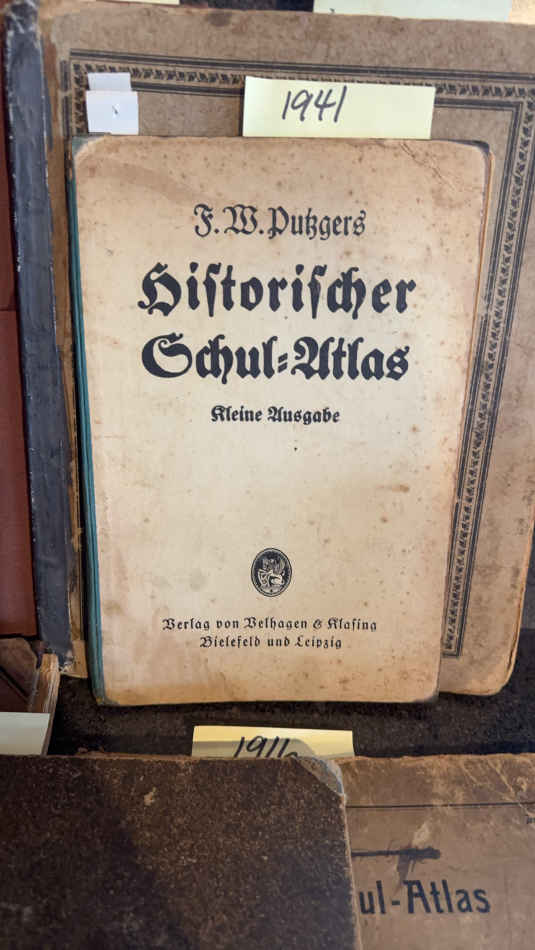 1941
F. W. Putzgers
Historischer
Schul-Atlas
Kleine Ausgabe
Verlag von Velhagen & Klasing
Bielefeld und Leipzig
ul-Atlas